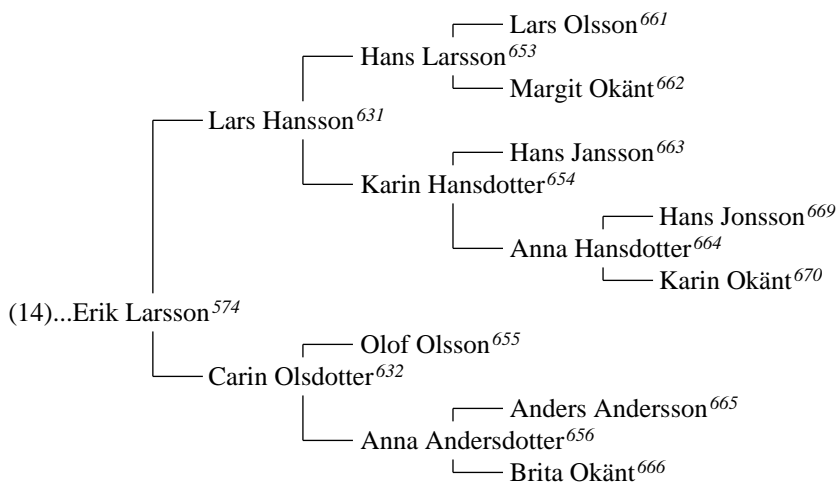 Lars Olsson661
Hans Larsson653
Margit Okänt662
Lars Hansson631
Hans Jansson663
Karin Hansdotter654
Hans Jonsson669
Anna Hansdotter664
Karin Okänt670
(14)...Erik Larsson574
Olof Olsson655
Carin Olsdotter632
Anders Andersson665
Anna Andersdotter656
Brita Okänt666